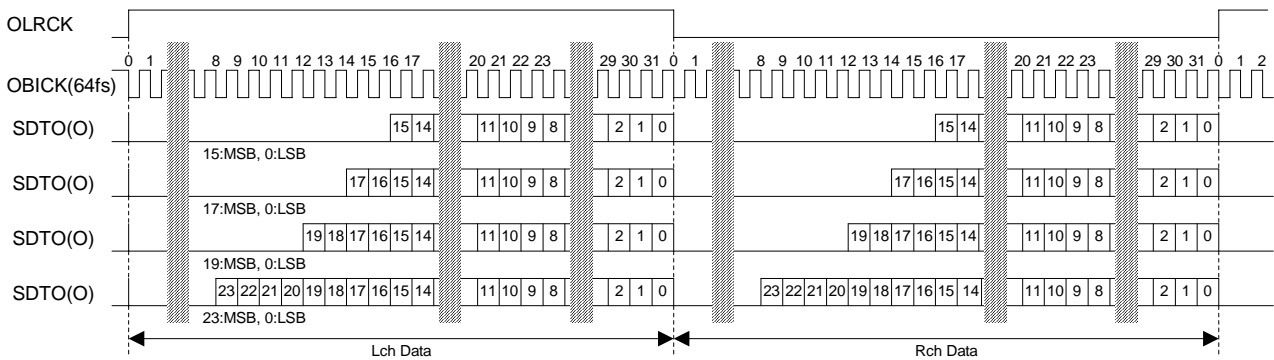 OLRCK
0 1 8 9 10 11 12 13 14 15 16 17 20 21 22 23 29 30 31 0 1 8 9 10 11 12 13 14 15 16 17 20 21 22 23 29 30 31 0 1 2
OBICK(64fs)
SDTO(O) 15 14 11 10 9 8 2 1 0 15 14 11 10 9 8 2 1 0
15:MSB, 0:LSB
SDTO(O) 17 16 15 14 11 10 9 8 2 1 0 17 16 15 14 11 10 9 8 2 1 0
17:MSB, 0:LSB
SDTO(O) 19 18 17 16 15 14 11 10 9 8 2 1 0 19 18 17 16 15 14 11 10 9 8 2 1 0
19:MSB, 0:LSB
SDTO(O) 23 22 21 20 19 18 17 16 15 14 11 10 9 8 2 1 0 23 22 21 20 19 18 17 16 15 14 11 10 9 8 2 1 0
23:MSB, 0:LSB
Lch Data Rch Data